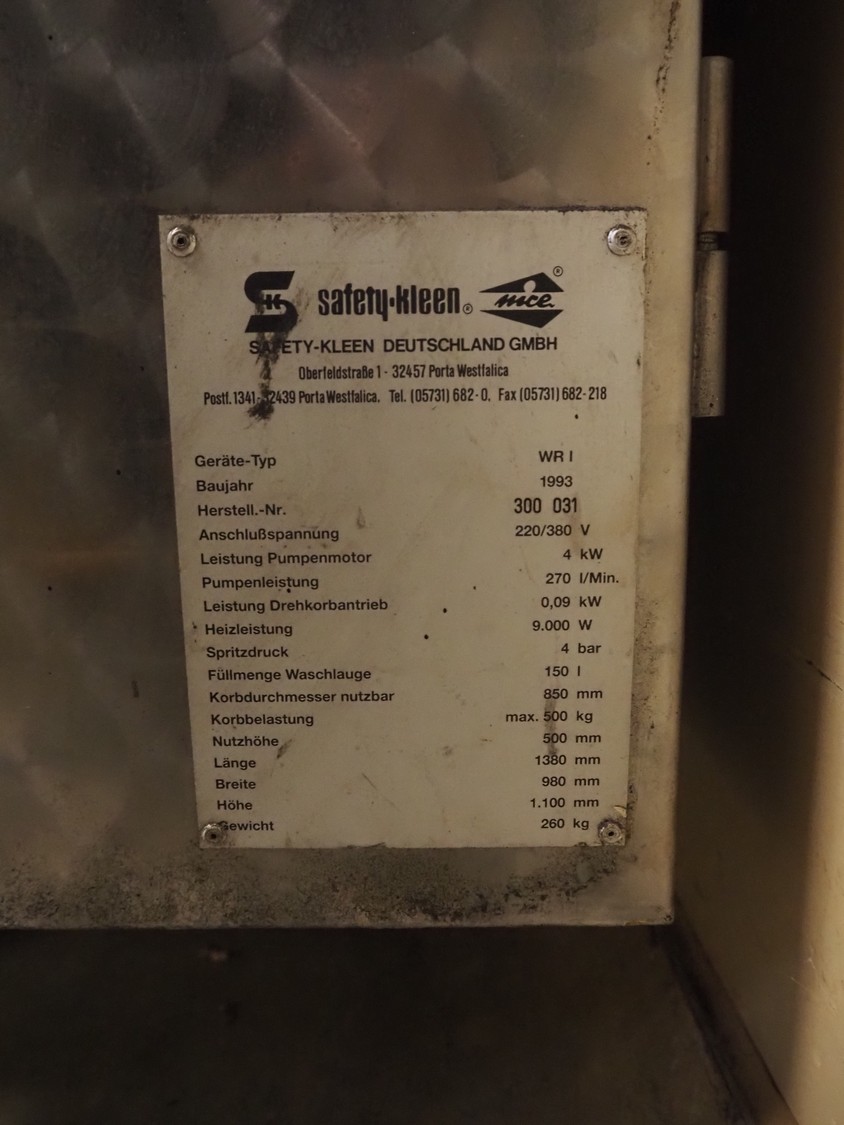 SK safety-kleen® mce®
SAFETY-KLEEN DEUTSCHLAND GMBH
Oberfeldstraße 1 - 32457 Porta Westfalica
Postf. 1341-32439 Porta Westfalica, Tel. (05731) 682-0, Fax (05731) 682-218
Geräte-Typ WR I
Baujahr 1993
Herstell.-Nr. 300 031
Anschlußspannung 220/380 V
Leistung Pumpenmotor 4 kW
Pumpenleistung 270 l/Min.
Leistung Drehkorbantrieb 0,09 kW
Heizleistung 9.000 W
Spritzdruck 4 bar
Füllmenge Waschlauge 150 l
Korbdurchmesser nutzbar 850 mm
Korbbelastung max. 500 kg
Nutzhöhe 500 mm
Länge 1380 mm
Breite 980 mm
Höhe 1.100 mm
Gewicht 260 kg